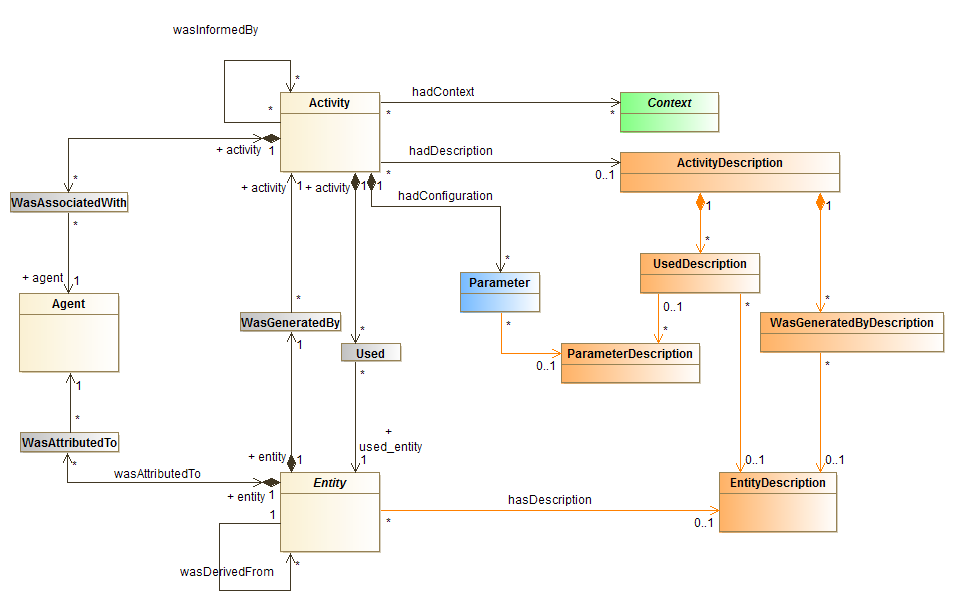 wasInformedBy
*
*
Activity
hadContext
*
*
Context
+ activity
1
hadDescription
*
0..1
ActivityDescription
+ activity
1
+ activity
1
1
hadConfiguration
*
WasAssociatedWith
*
1
*
1
*
UsedDescription
+ agent
1
Agent
*
Parameter
0..1
*
*
*
WasGeneratedBy
1
*
Used
*
*
0..1
ParameterDescription
WasGeneratedByDescription
*
1
*
WasAttributedTo
*
+
used_entity
1
+ entity
1
0..1
0..1
wasAttributedTo
+ entity
1
Entity
EntityDescription
1
*
hasDescription
0..1
wasDerivedFrom
*